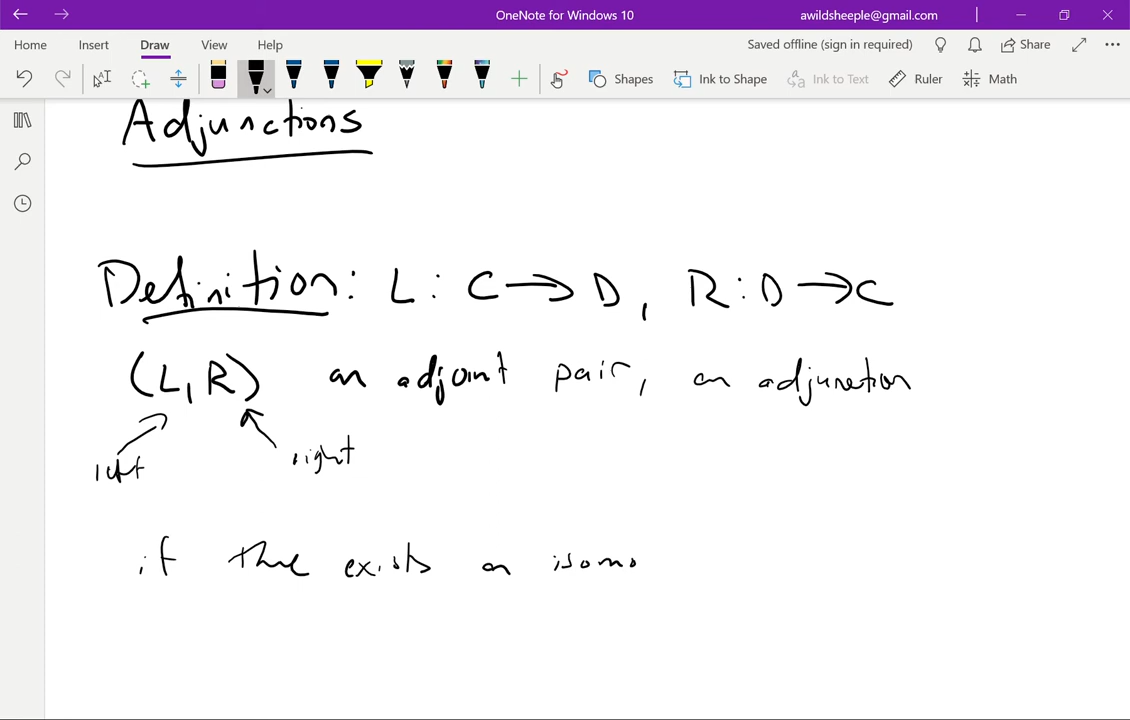 OneNote for Windows 10
awildsheeple@gmail.com
Home Insert Draw View Help
Saved offline (sign in required)
Share
Shapes
Ink to Shape
Ink to Text
Ruler
Math
Adjunctions
Definition: L : C → D, R : D → C
(L, R) an adjoint pair, an adjunction
left right
if there exists an isomo